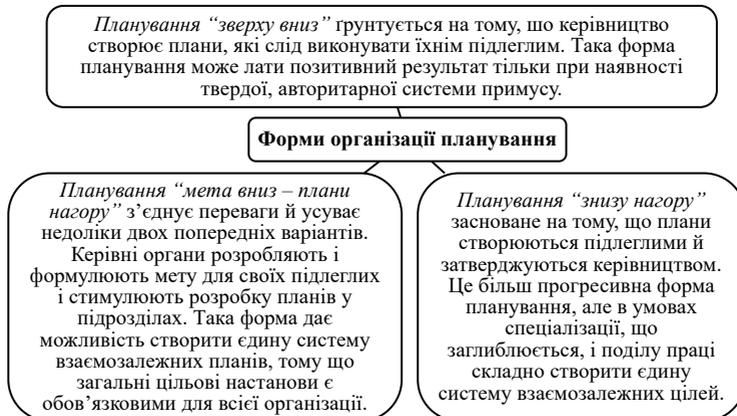 Планування “зверху вниз” ґрунтується на тому, шо керівництво
створює плани, які слід виконувати їхнім підлеглим. Така форма
планування може лати позитивний результат тільки при наявності
твердої, авторитарної системи примусу.
Форми організації планування
Планування “мета вниз – плани
нагору” з’єднує переваги й усуває
недоліки двох попередніх варіантів.
Керівні органи розробляють і
формулюють мету для своїх підлеглих
і стимулюють розробку планів у
підрозділах. Така форма дає
можливість створити єдину систему
взаємозалежних планів, тому що
загальні цільові настанови є
обов’язковими для всієї організації.
Планування “знизу нагору”
засноване на тому, що плани
створюються підлеглими й
затверджуються керівництвом.
Це більш прогресивна форма
планування, але в умовах
спеціалізації, що
заглиблюється, і поділу праці
складно створити єдину
систему взаємозалежних цілей.